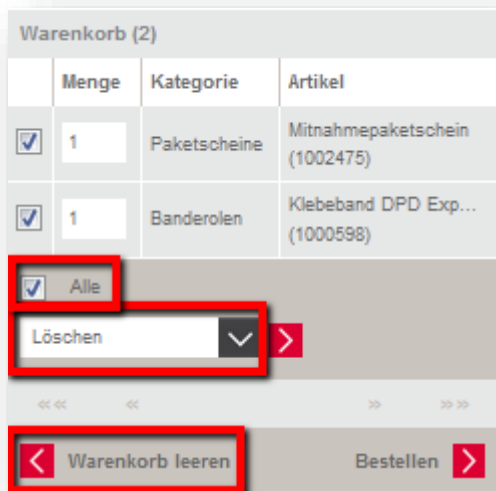 Warenkorb (2)
Menge Kategorie Artikel
1 Paketscheine Mitnahmepaketschein
(1002475)
1 Banderolen Klebeband DPD Exp...
(1000598)
Alle
Löschen
«« « » »»
Warenkorb leeren Bestellen